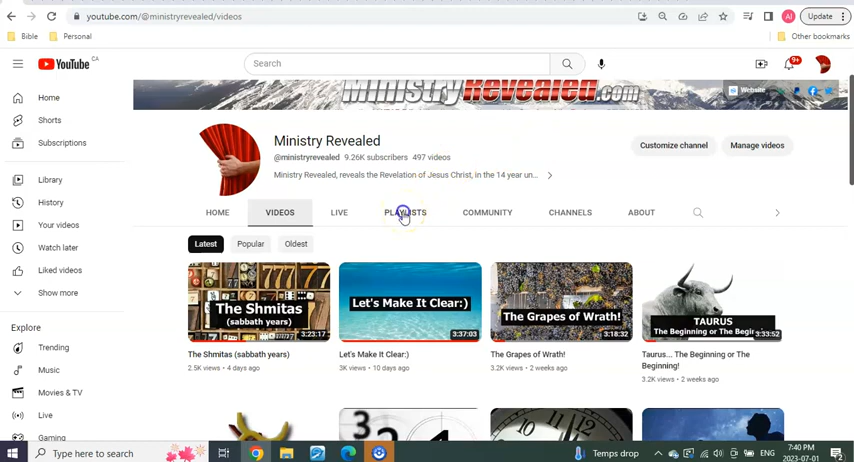 youtube.com/@ministryrevealed/videos
Update
Bible
Personal
Other bookmarks
YouTube CA
Search
9+
MinistryRevealed.com
Website
Home
Shorts
Subscriptions
Library
History
Your videos
Watch later
Liked videos
Show more
Explore
Trending
Music
Movies & TV
Live
Gaming
Ministry Revealed
@ministryrevealed 9.26K subscribers 497 videos
Ministry Revealed, reveals the Revelation of Jesus Christ, in the 14 year un...
Customize channel
Manage videos
HOME VIDEOS LIVE PLAYLISTS COMMUNITY CHANNELS ABOUT
Latest Popular Oldest
The Shmitas
(sabbath years)
3:23:17
Let's Make It Clear:)
3:37:03
The Grapes of Wrath!
3:18:32
TAURUS
3:33:52
The Shmitas (sabbath years)
2.5K views • 4 days ago
Let's Make It Clear:)
3K views • 10 days ago
The Grapes of Wrath!
3.2K views • 2 weeks ago
Taurus... The Beginning or The
Beginning!
3.2K views • 2 weeks ago
Type here to search
Temps drop
ENG
7:40 PM
2023-07-01